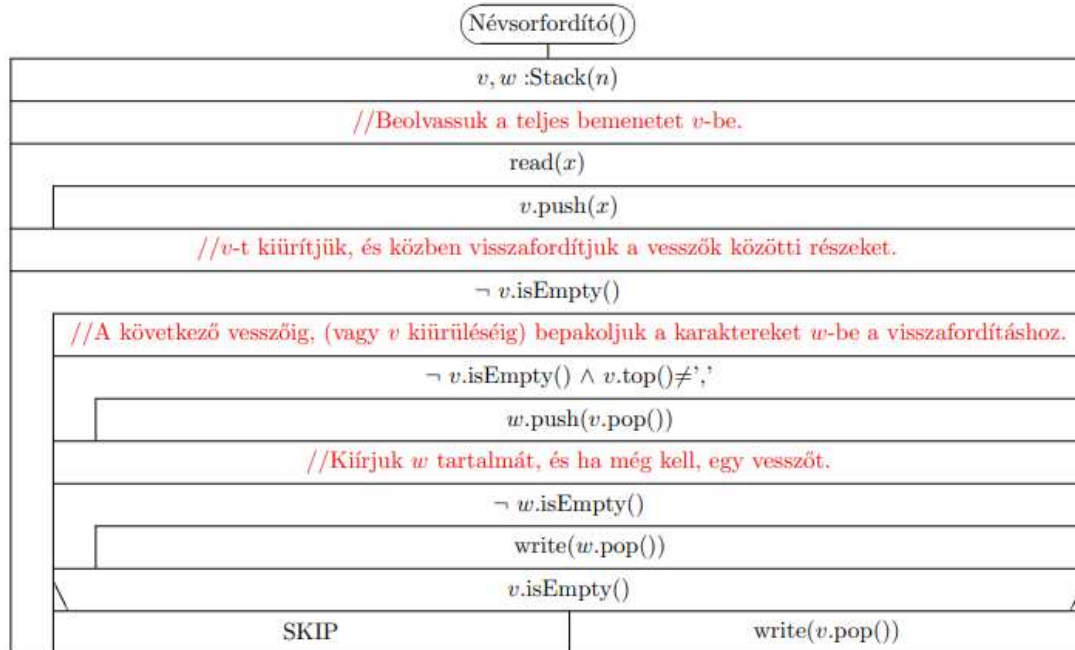 Névsorfordító()
v, w :Stack(n)
//Beolvassuk a teljes bemenetet v-be.
read(x)
v.push(x)
//v-t kiürítjük, és közben visszafordítjuk a vesszők közötti részeket.
¬ v.isEmpty()
//A következő vesszőig, (vagy v kiürüléséig) bepakoljuk a karaktereket w-be a visszafordításhoz.
¬ v.isEmpty() ∧ v.top()≠’,’
w.push(v.pop())
//Kiírjuk w tartalmát, és ha még kell, egy vesszőt.
¬ w.isEmpty()
write(w.pop())
v.isEmpty()
SKIP
write(v.pop())